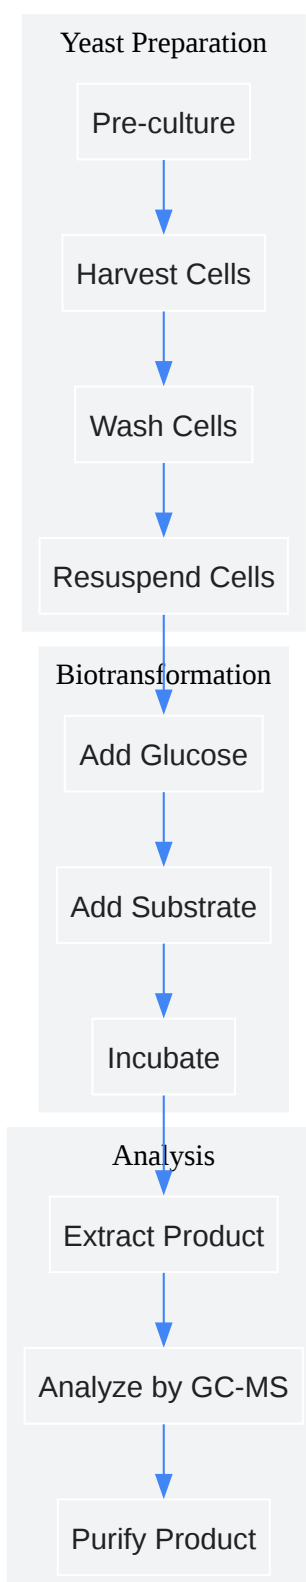 Yeast Preparation
Pre-culture
Harvest Cells
Wash Cells
Resuspend Cells
Biotransformation
Add Glucose
Add Substrate
Incubate
Analysis
Extract Product
Analyze by GC-MS
Purify Product